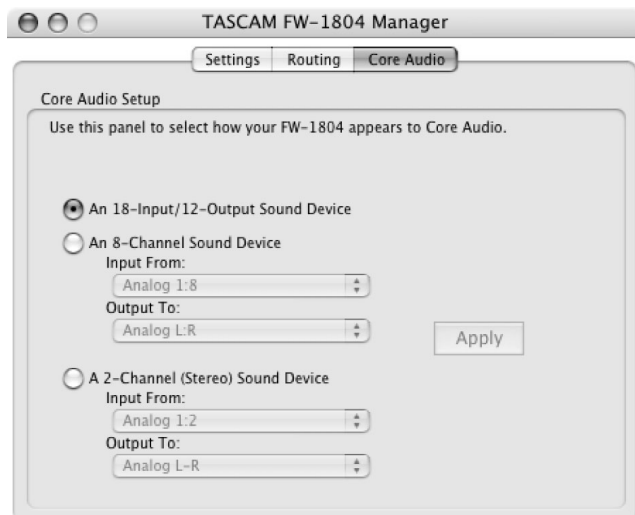 TASCAM FW-1804 Manager
Settings Routing Core Audio
Core Audio Setup
Use this panel to select how your FW-1804 appears to Core Audio.
An 18-Input/12-Output Sound Device
An 8-Channel Sound Device
Input From:
Analog 1:8
Output To:
Analog L:R
Apply
A 2-Channel (Stereo) Sound Device
Input From:
Analog 1:2
Output To:
Analog L-R